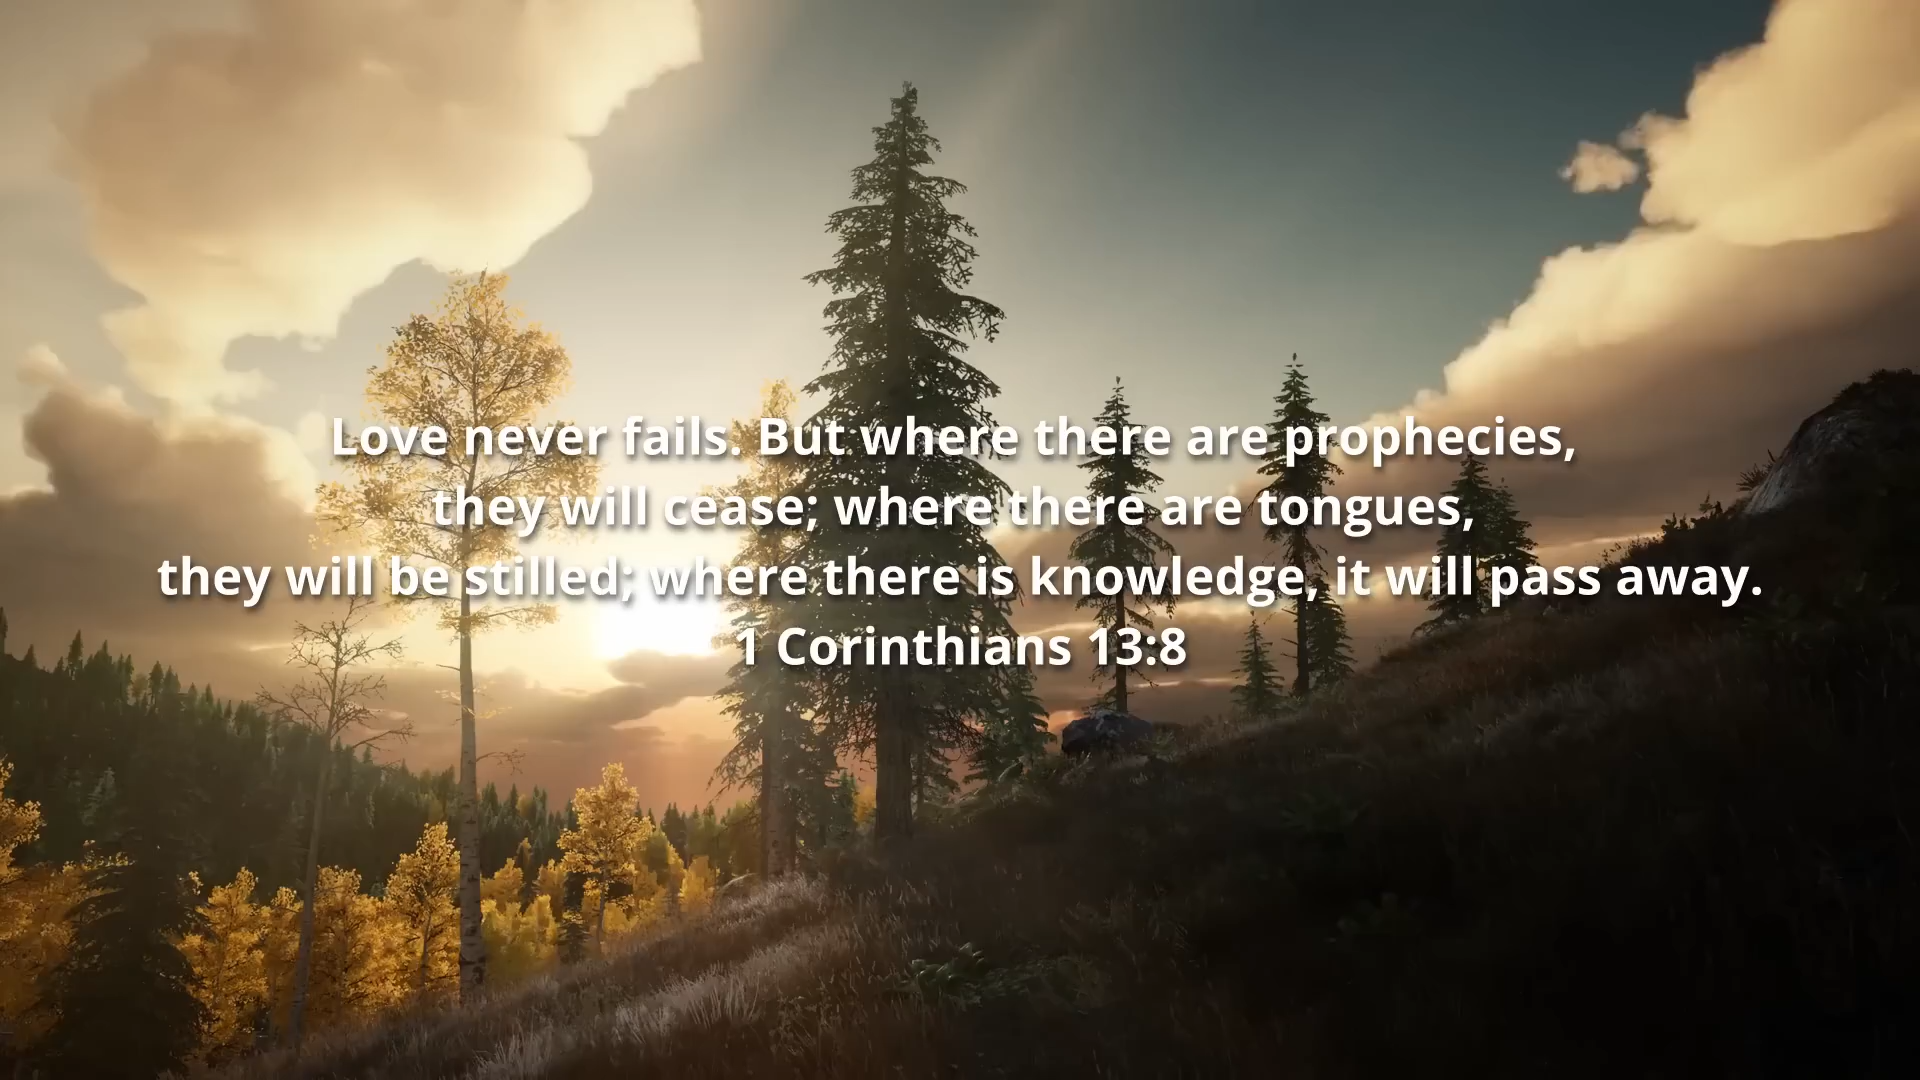 Love never fails. But where there are prophecies,
they will cease; where there are tongues,
they will be stilled; where there is knowledge, it will pass away.
1 Corinthians 13:8